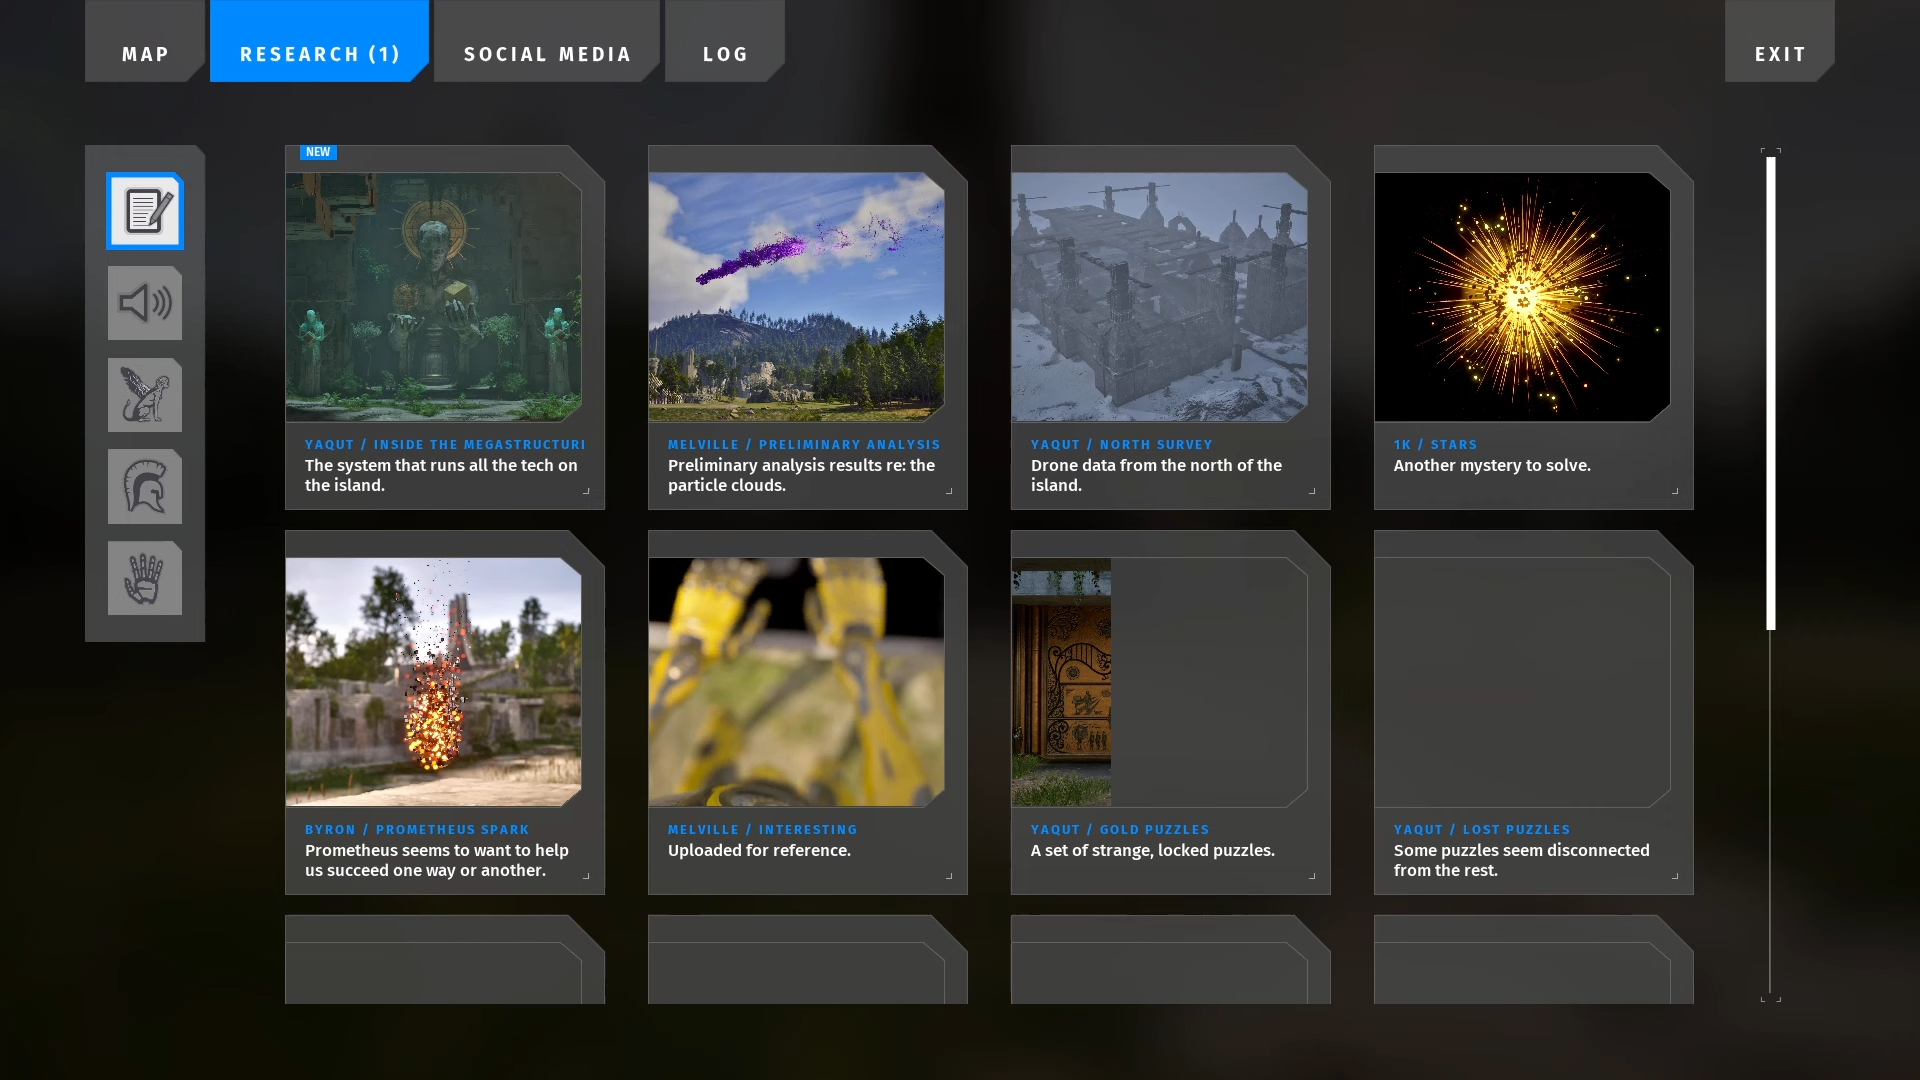 MAP
RESEARCH (1)
SOCIAL MEDIA
LOG
EXIT
NEW
YAQUT / INSIDE THE MEGASTRUCTURI
The system that runs all the tech on
the island.
MELVILLE / PRELIMINARY ANALYSIS
Preliminary analysis results re: the
particle clouds.
YAQUT / NORTH SURVEY
Drone data from the north of the
island.
1K / STARS
Another mystery to solve.
BYRON / PROMETHEUS SPARK
Prometheus seems to want to help
us succeed one way or another.
MELVILLE / INTERESTING
Uploaded for reference.
YAQUT / GOLD PUZZLES
A set of strange, locked puzzles.
YAQUT / LOST PUZZLES
Some puzzles seem disconnected
from the rest.